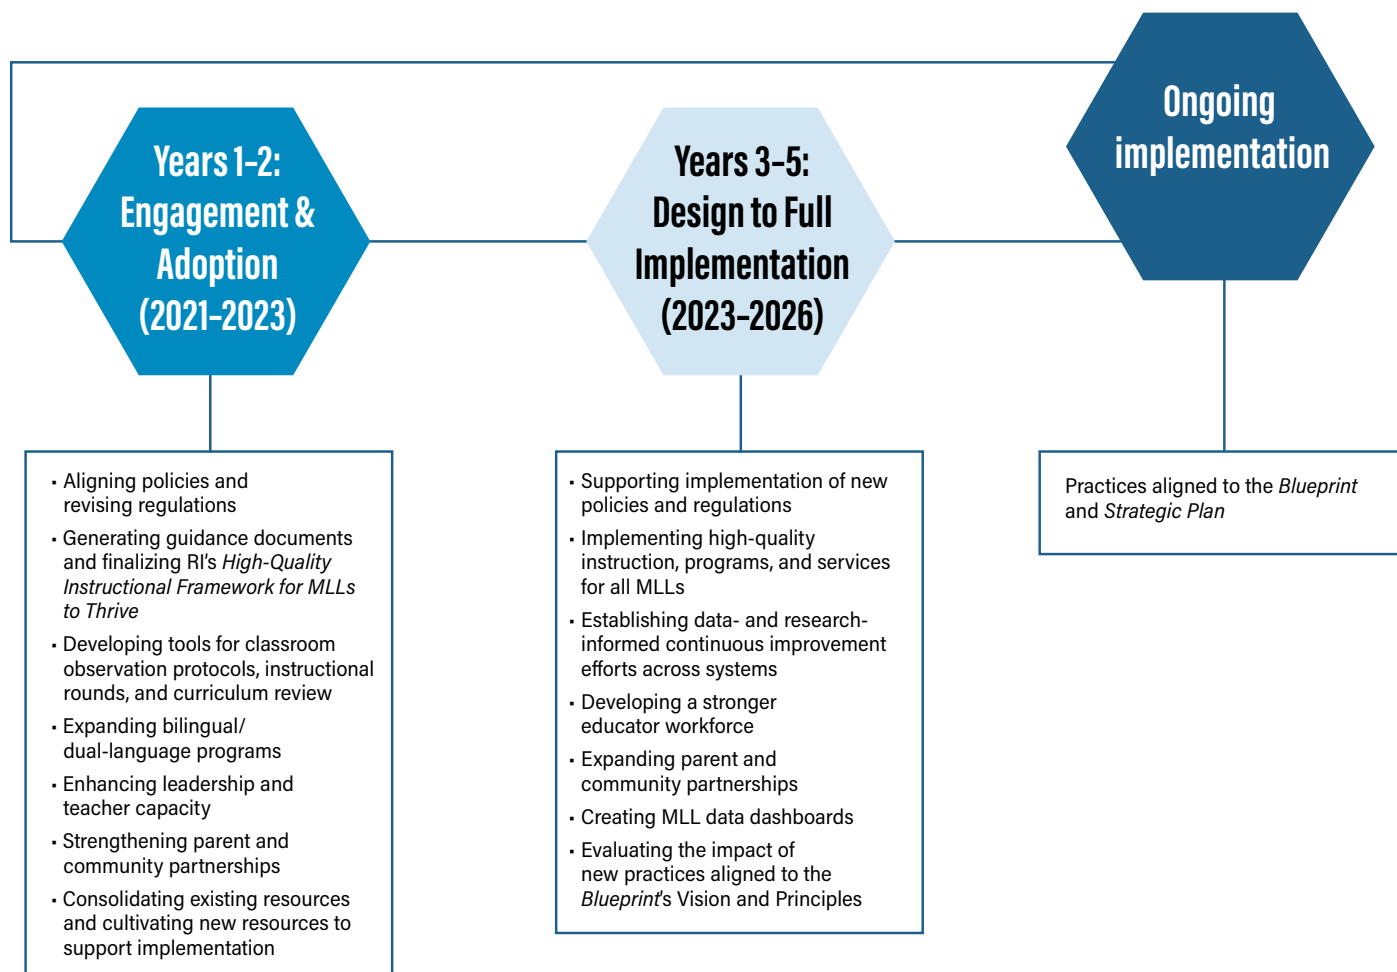 Years 1–2:
Engagement &
Adoption
(2021–2023)
Years 3–5:
Design to Full
Implementation
(2023–2026)
Ongoing
implementation
▪ Aligning policies and
revising regulations
▪ Generating guidance documents
and finalizing RI's High-Quality
Instructional Framework for MLLs
to Thrive
▪ Developing tools for classroom
observation protocols, instructional
rounds, and curriculum review
▪ Expanding bilingual/
dual-language programs
▪ Enhancing leadership and
teacher capacity
▪ Strengthening parent and
community partnerships
▪ Consolidating existing resources
and cultivating new resources to
support implementation
▪ Supporting implementation of new
policies and regulations
▪ Implementing high-quality
instruction, programs, and services
for all MLLs
▪ Establishing data- and research-
informed continuous improvement
efforts across systems
▪ Developing a stronger
educator workforce
▪ Expanding parent and
community partnerships
▪ Creating MLL data dashboards
▪ Evaluating the impact of
new practices aligned to the
Blueprint's Vision and Principles
Practices aligned to the Blueprint
and Strategic Plan